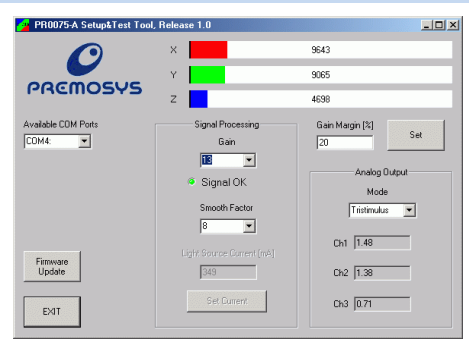 PR0075-A Setup&Test Tool, Release 1.0
PREMOSYS
X 9643
Y 9065
Z 4698
Available COM Ports
COM4:
Signal Processing
Gain
13
Signal OK
Smooth Factor
8
Light Source Current [mA]
349
Set Current
Gain Margin [%]
20
Set
Analog Output
Mode
Tristimulus
Ch1 1.48
Ch2 1.38
Ch3 0.71
Firmware
Update
EXIT